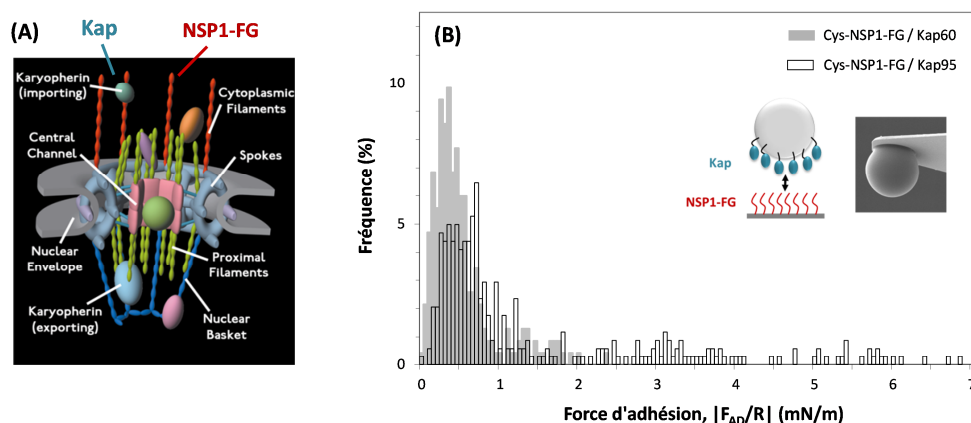 (A)
Kap
NSP1-FG
Karyopherin
(importing)
Cytoplasmic
Filaments
Central
Channel
Spokes
Nuclear
Envelope
Proximal
Filaments
Karyopherin
(exporting)
Nuclear
Basket
(B)
Cys-NSP1-FG / Kap60
Cys-NSP1-FG / Kap95
Kap
NSP1-FG
Fréquence (%)
10
5
0
0
1
2
3
4
5
6
7
Force d'adhésion, |F_AD/R| (mN/m)